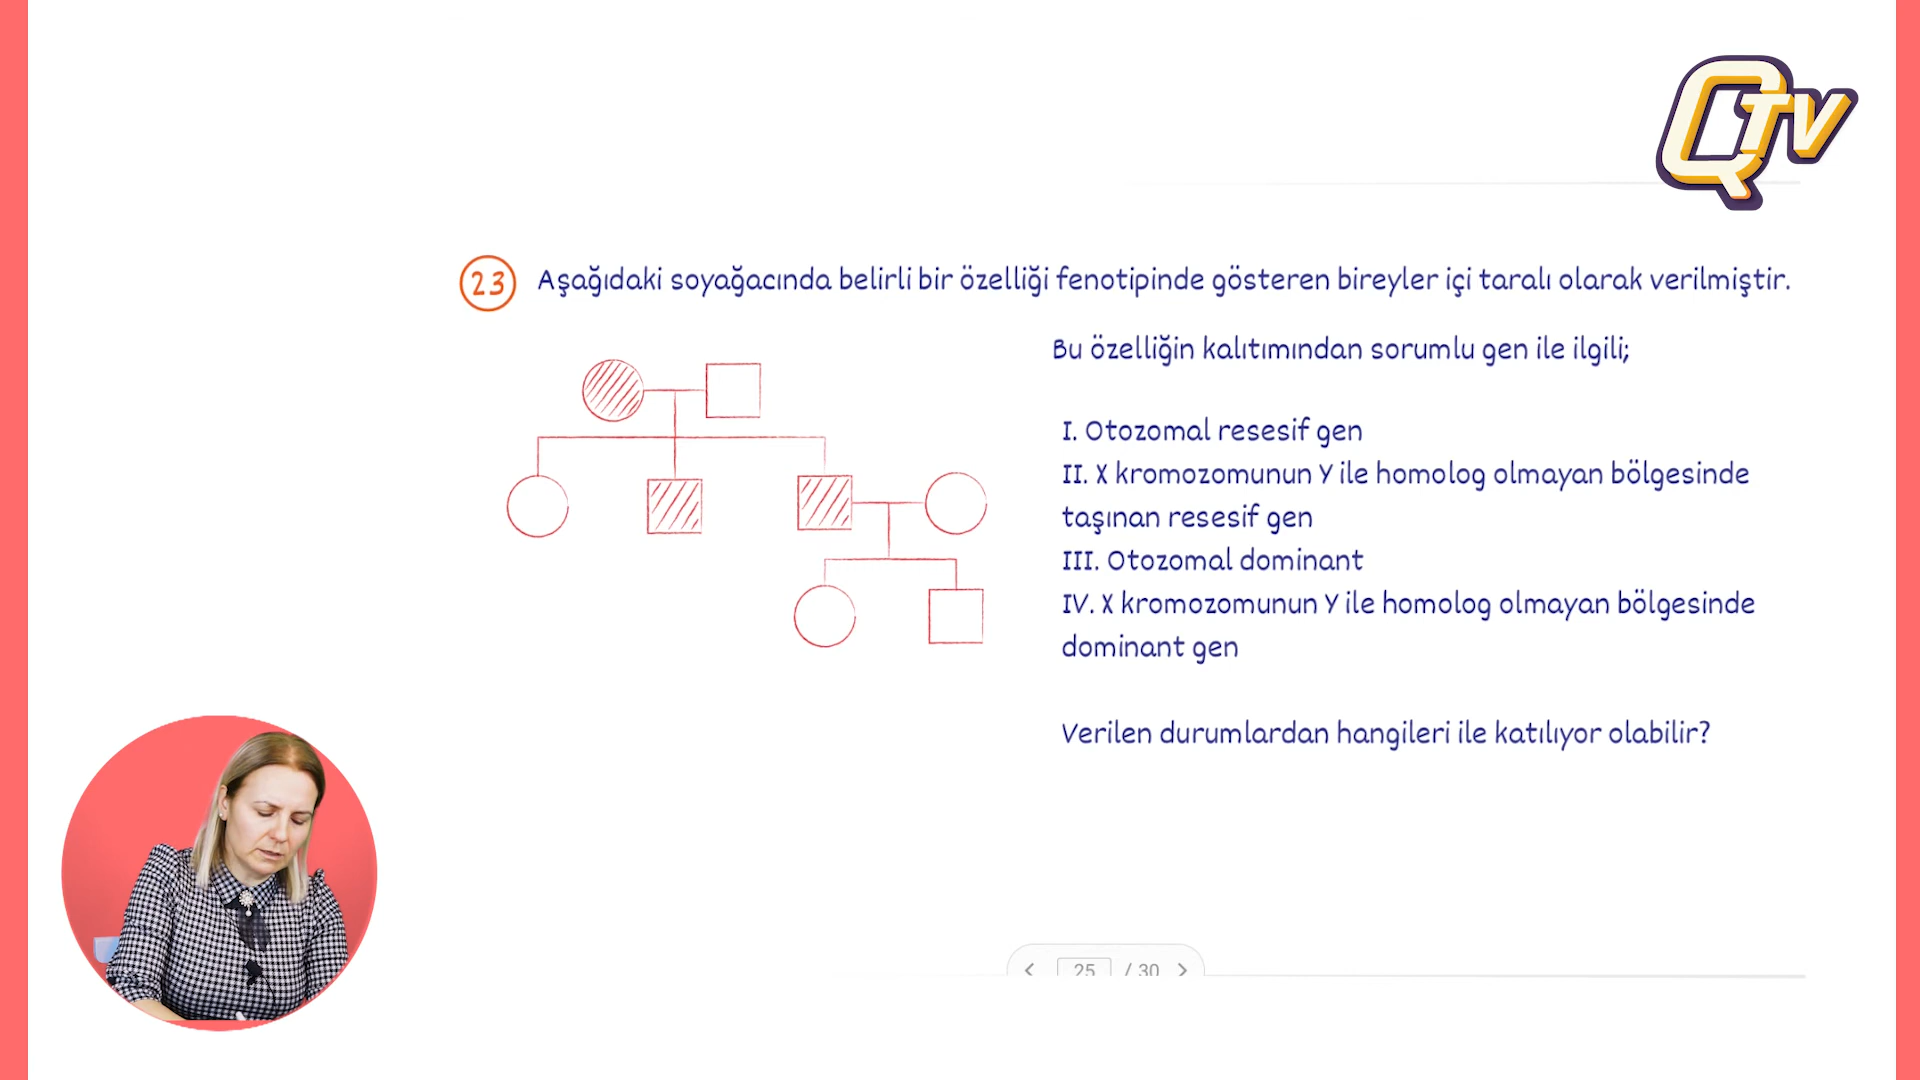 QTV
23 Aşağıdaki soyağacında belirli bir özelliği fenotipinde gösteren bireyler içi taralı olarak verilmiştir.
Bu özelliğin kalıtımından sorumlu gen ile ilgili;
I. Otozomal resesif gen
II. X kromozomunun Y ile homolog olmayan bölgesinde
taşınan resesif gen
III. Otozomal dominant
IV. X kromozomunun Y ile homolog olmayan bölgesinde
dominant gen
Verilen durumlardan hangileri ile katılıyor olabilir?
25 / 30